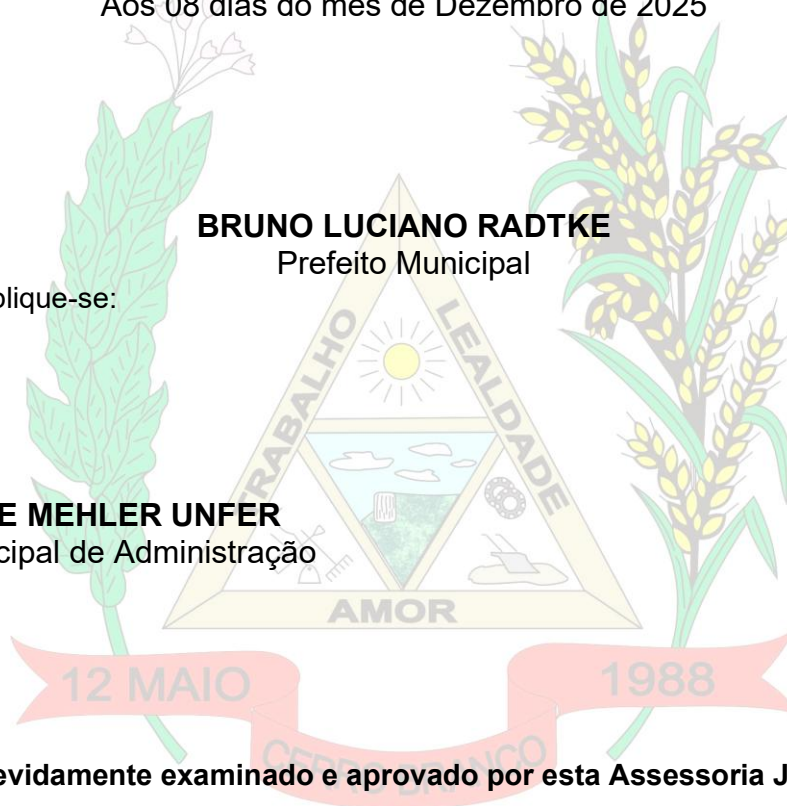 Aos 08 dias do mês de Dezembro de 2025
BRUNO LUCIANO RADTKE
Prefeito Municipal
plique-se:
TRABALHO
LEALDADE
E MEHLER UNFER
cipal de Administração
AMOR
12 MAIO
1988
CERRO BRANCO
evidamente examinado e aprovado por esta Assessoria J